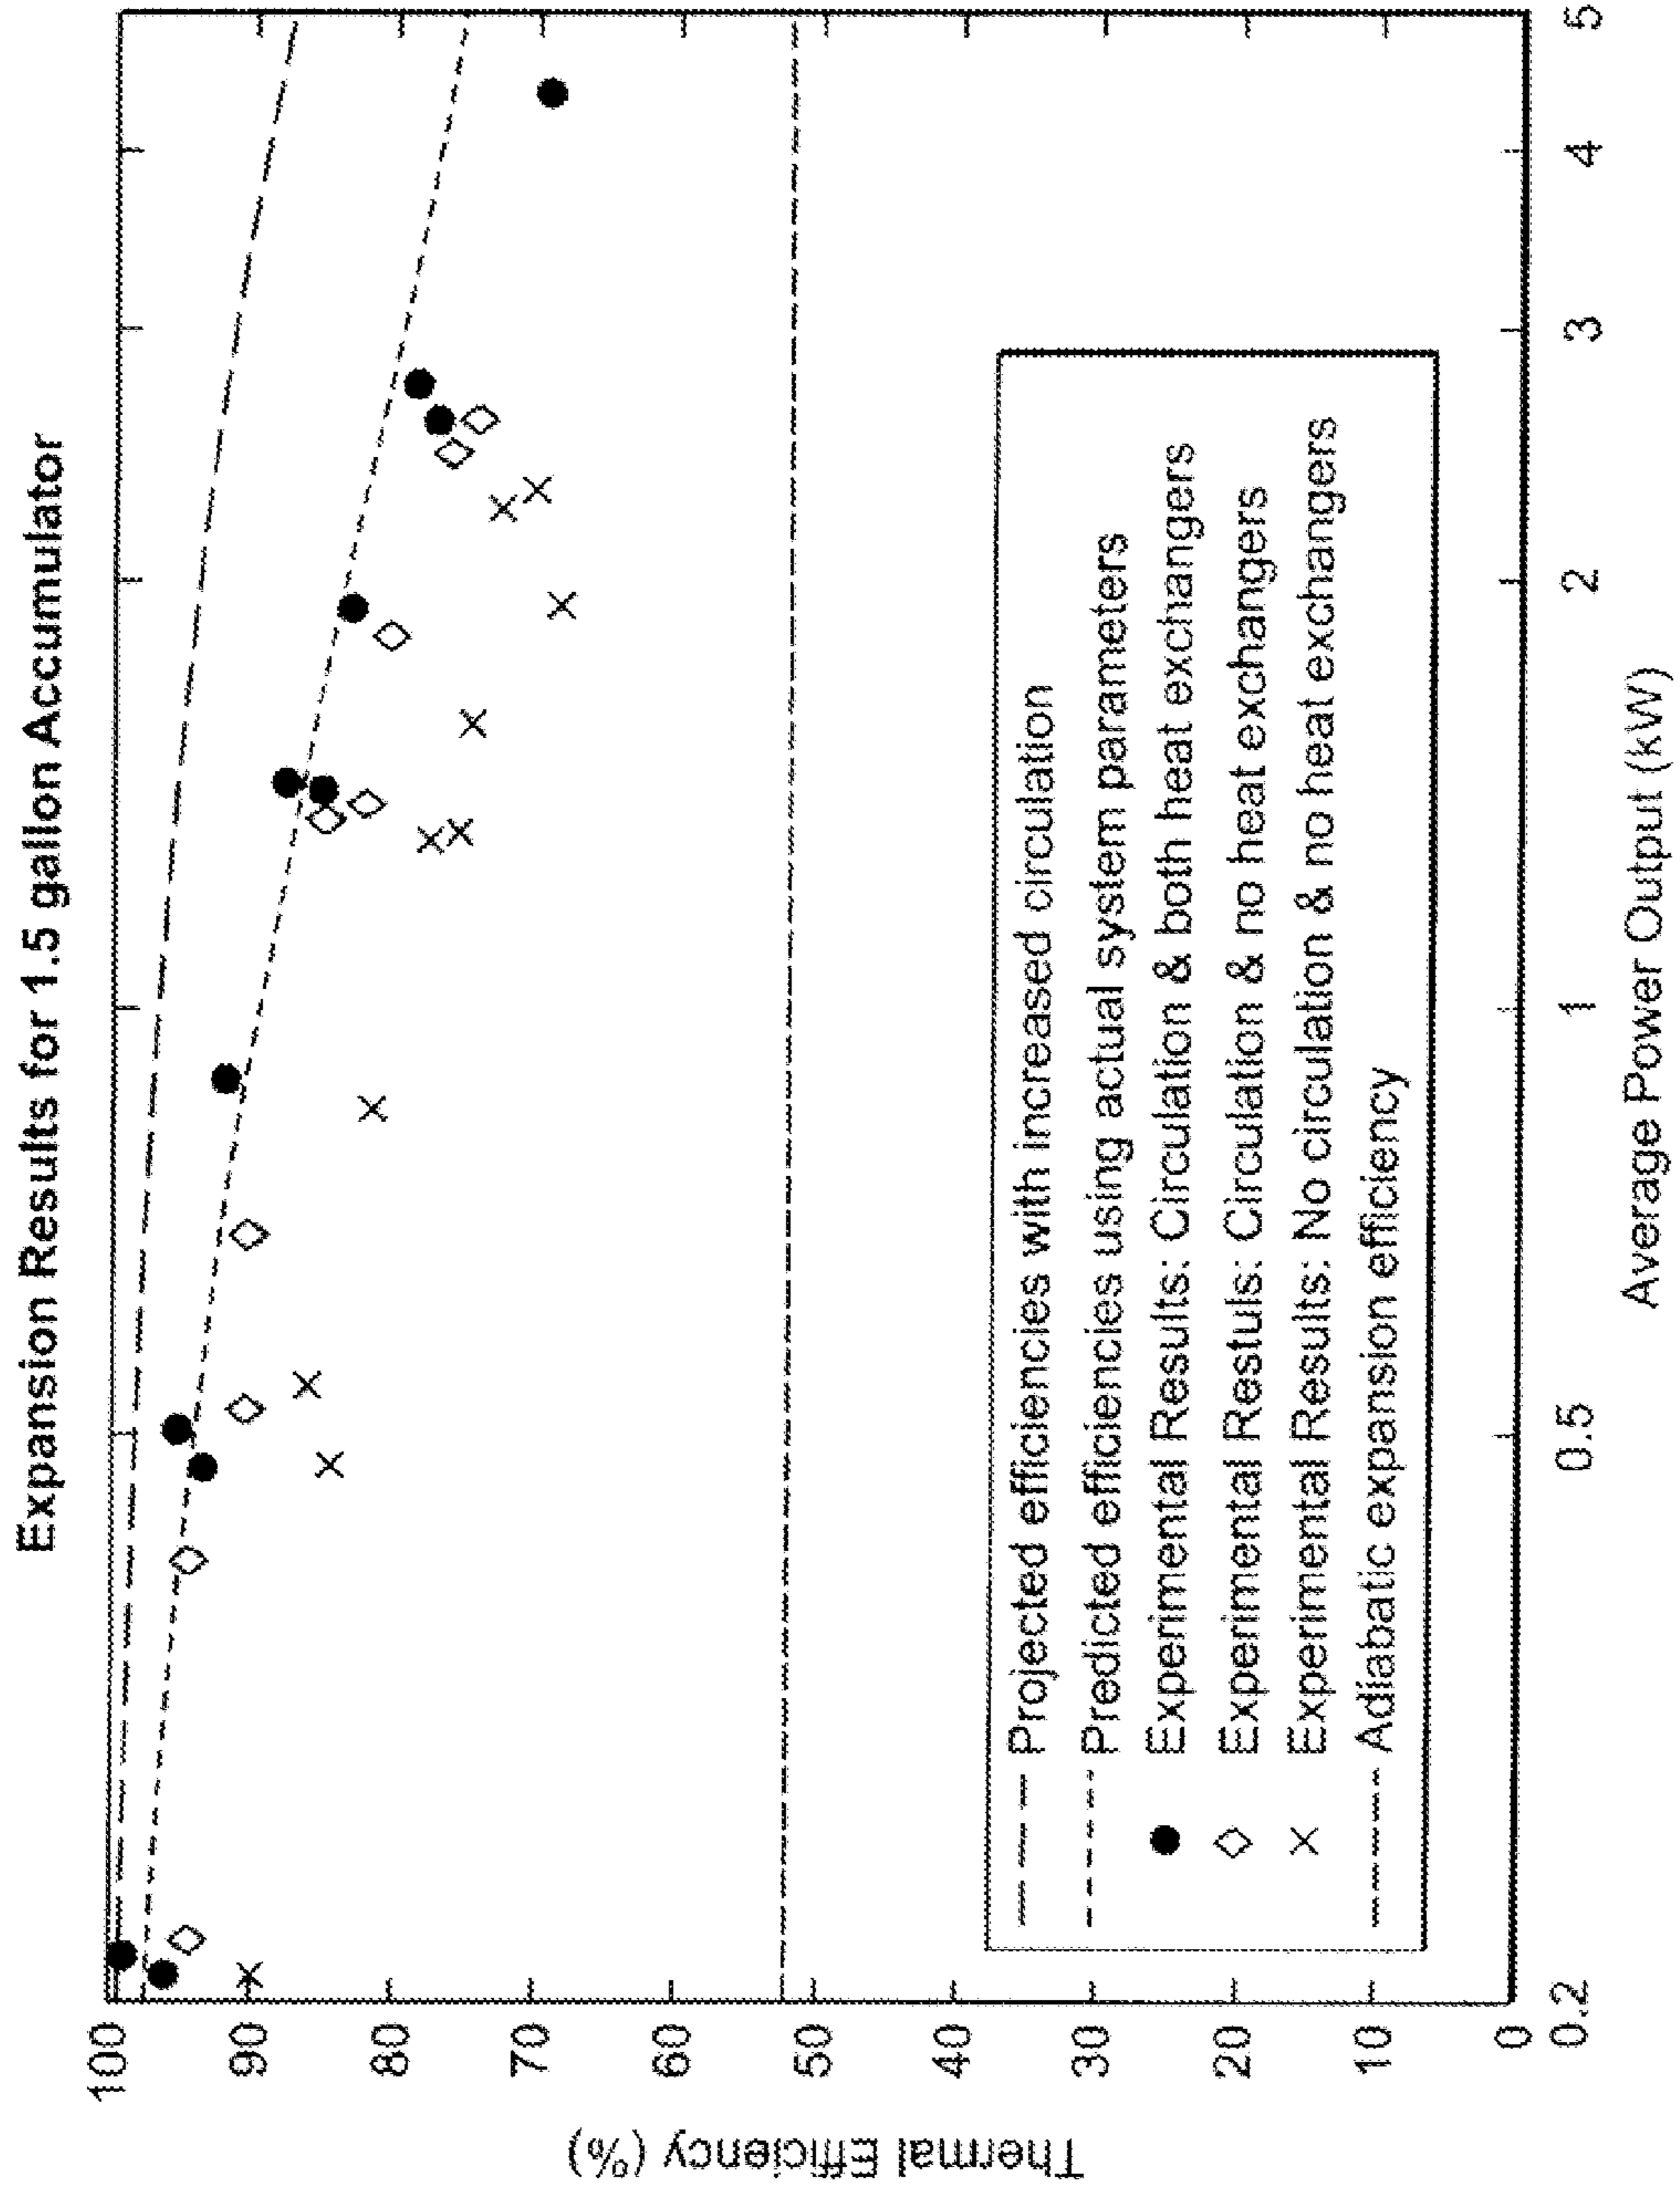 Expansion Results for 1.5 gallon Accumulator
Thermal Efficiency (%)
100
90
80
70
60
50
40
30
20
10
0
Projected efficiencies with increased circulation
Predicted efficiencies using actual system parameters
Experimental Results: Circulation & both heat exchangers
Experimental Restuls: Circulation & no heat exchangers
Experimental Results: No circulation & no heat exchangers
Adiabatic expansion efficiency
0.2
0.5
1
2
3
4
5
Average Power Output (kW)